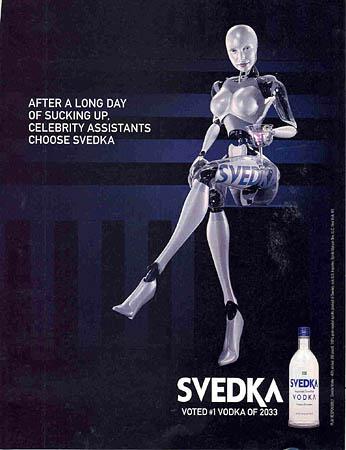 AFTER A LONG DAY
OF SUCKING UP,
CELEBRITY ASSISTANTS
CHOOSE SVEDKA
SVEDKA
SVEDKA
VOTED #1 VODKA OF 2033
SVEDKA
VODKA